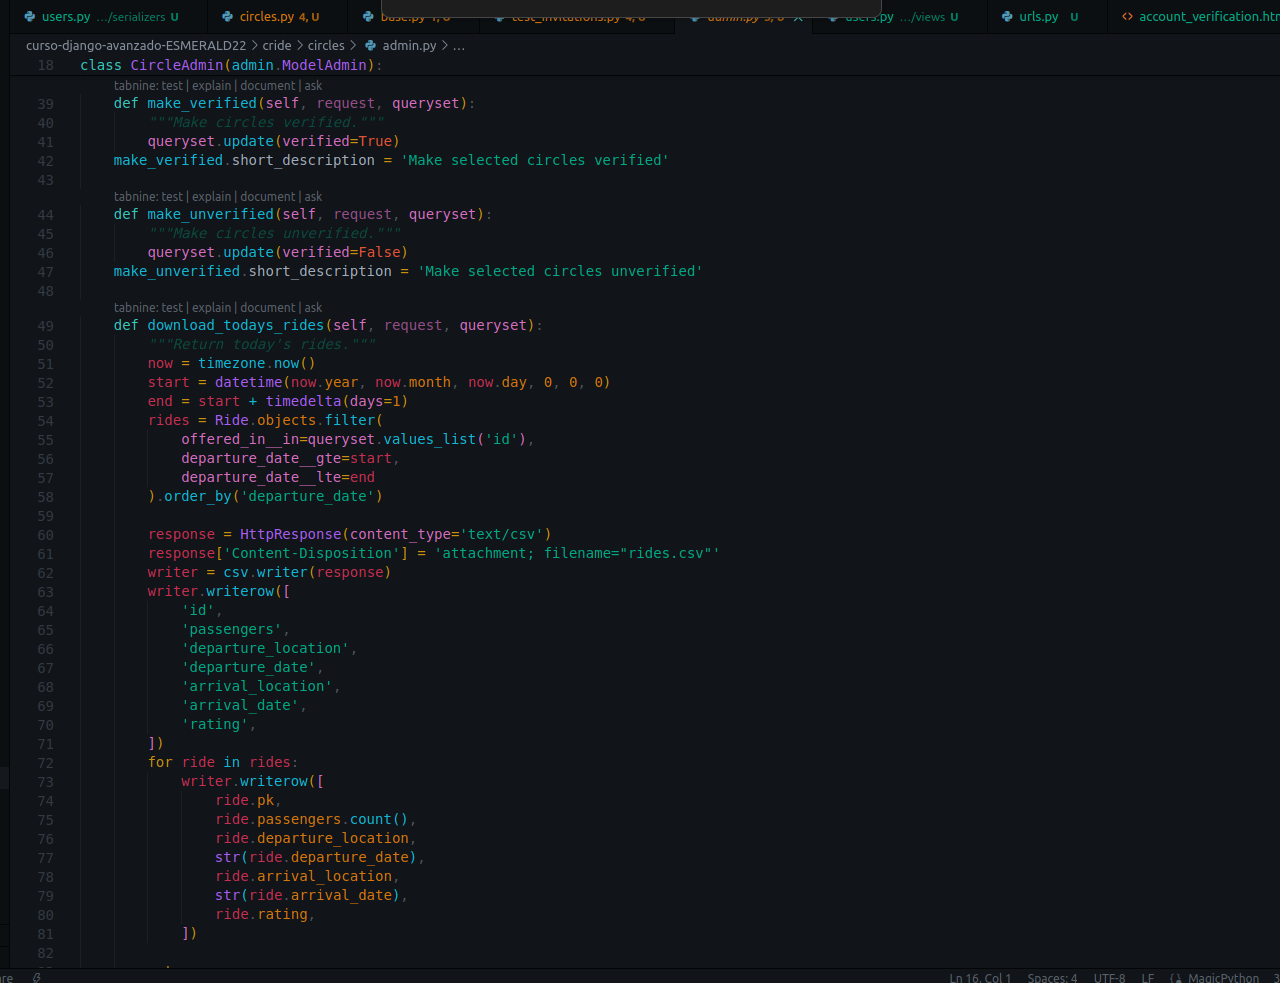 users.py .../serializers U circles.py 4, U base.py 4, U test_invitations.py 4, U admin.py 5, U users.py .../views U urls.py U <> account_verification.htm
curso-django-avanzado-ESMERALD22 > cride > circles > admin.py > ...
18 class CircleAdmin(admin.ModelAdmin):
tabnine: test | explain | document | ask
39 def make_verified(self, request, queryset):
40 """Make circles verified."""
41 queryset.update(verified=True)
42 make_verified.short_description = 'Make selected circles verified'
43
tabnine: test | explain | document | ask
44 def make_unverified(self, request, queryset):
45 """Make circles unverified."""
46 queryset.update(verified=False)
47 make_unverified.short_description = 'Make selected circles unverified'
48
tabnine: test | explain | document | ask
49 def download_todays_rides(self, request, queryset):
50 """Return today's rides."""
51 now = timezone.now()
52 start = datetime(now.year, now.month, now.day, 0, 0, 0)
53 end = start + timedelta(days=1)
54 rides = Ride.objects.filter(
55 offered_in__in=queryset.values_list('id'),
56 departure_date__gte=start,
57 departure_date__lte=end
58 ).order_by('departure_date')
59
60 response = HttpResponse(content_type='text/csv')
61 response['Content-Disposition'] = 'attachment; filename="rides.csv"'
62 writer = csv.writer(response)
63 writer.writerow([
64 'id',
65 'passengers',
66 'departure_location',
67 'departure_date',
68 'arrival_location',
69 'arrival_date',
70 'rating',
71 ])
72 for ride in rides:
73 writer.writerow([
74 ride.pk,
75 ride.passengers.count(),
76 ride.departure_location,
77 str(ride.departure_date),
78 ride.arrival_location,
79 str(ride.arrival_date),
80 ride.rating,
81 ])
82
Ln 16, Col 1 Spaces: 4 UTF-8 LF MagicPython 3